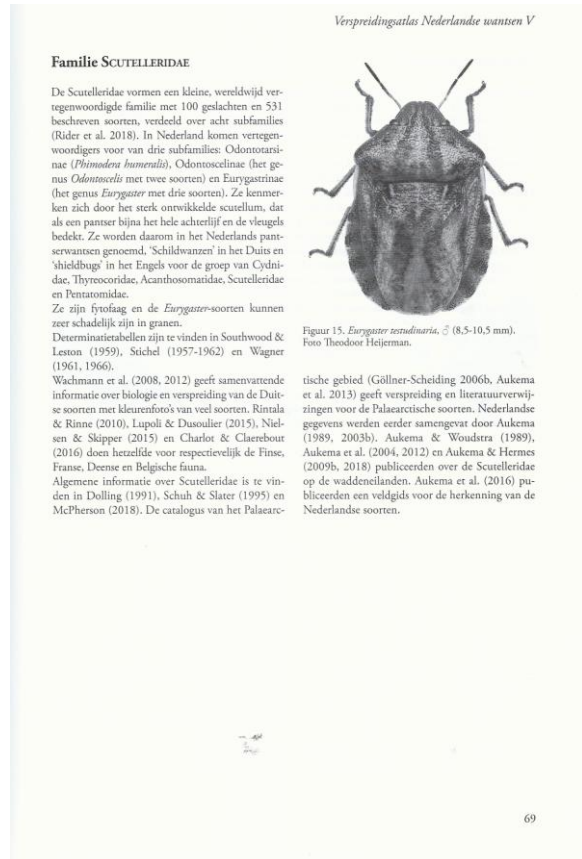 Verspreidingsatlas Nederlandse wantsen V
Familie SCUTELLERIDAE
De Scutelleridae vormen een kleine, wereldwijd ver-
tegenwoordigde familie met 100 geslachten en 531
beschreven soorten, verdeeld over acht subfamilies
(Rider et al. 2018). In Nederland komen vertegen-
woordigers voor van drie subfamilies: Odontotarsi-
nae (Phimodera humeralis), Odontoscelinae (het ge-
nus Odontoscelis met twee soorten) en Eurygastrinae
(het genus Eurygaster met drie soorten). Ze kenmer-
ken zich door het sterk ontwikkelde scutellum, dat
als een pantser bijna het hele achterlijf en de vleugels
bedekt. Ze worden daarom in het Nederlands pant-
serwantsen genoemd, 'Schildwanzen' in het Duits en
'shieldbugs' in het Engels voor de groep van Cydni-
dae, Thyreocoridae, Acanthosomatidae, Scutelleridae
en Pentatomidae.
Ze zijn fytofaag en de Eurygaster-soorten kunnen
zeer schadelijk zijn in granen.
Determinatietabellen zijn te vinden in Southwood &
Leston (1959), Stichel (1957-1962) en Wagner
(1961, 1966).
Wachmann et al. (2008, 2012) geeft samenvattende
informatie over biologie en verspreiding van de Duit-
se soorten met kleurenfoto's van veel soorten. Rintala
& Rinne (2010), Lupoli & Dusoulier (2015), Niel-
sen & Skipper (2015) en Charlot & Claerebout
(2016) doen hetzelfde voor respectievelijk de Finse,
Franse, Deense en Belgische fauna.
Algemene informatie over Scutelleridae is te vin-
den in Dolling (1991), Schuh & Slater (1995) en
McPherson (2018). De catalogus van het Palaearc-
Figuur 15. Eurygaster testudinaria, ♂ (8,5-10,5 mm).
Foto Theodoor Heijerman.
tische gebied (Göllner-Scheiding 2006b, Aukema
et al. 2013) geeft verspreiding en literatuurverwij-
zingen voor de Palaearctische soorten. Nederlandse
gegevens werden eerder samengevat door Aukema
(1989, 2003b). Aukema & Woudstra (1989),
Aukema et al. (2004, 2012) en Aukema & Hermes
(2009b, 2018) publiceerden over de Scutelleridae
op de waddeneilanden. Aukema et al. (2016) pu-
bliceerden een veldgids voor de herkenning van de
Nederlandse soorten.
69